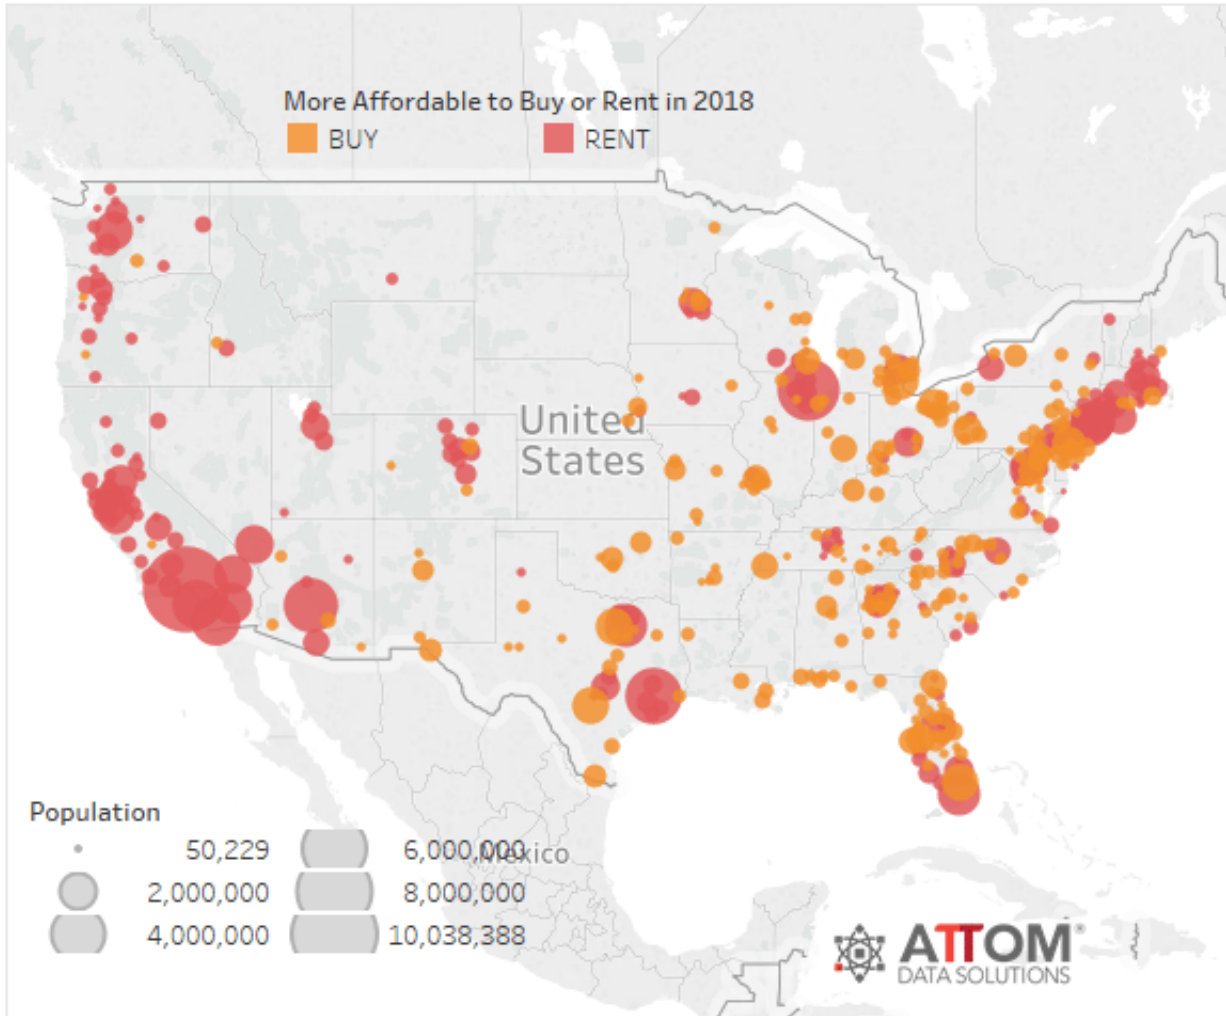 More Affordable to Buy or Rent in 2018
BUY RENT
United
States
Population
50,229 6,000,000
Mexico
2,000,000 8,000,000
4,000,000 10,038,388
ATTOM®
DATA SOLUTIONS